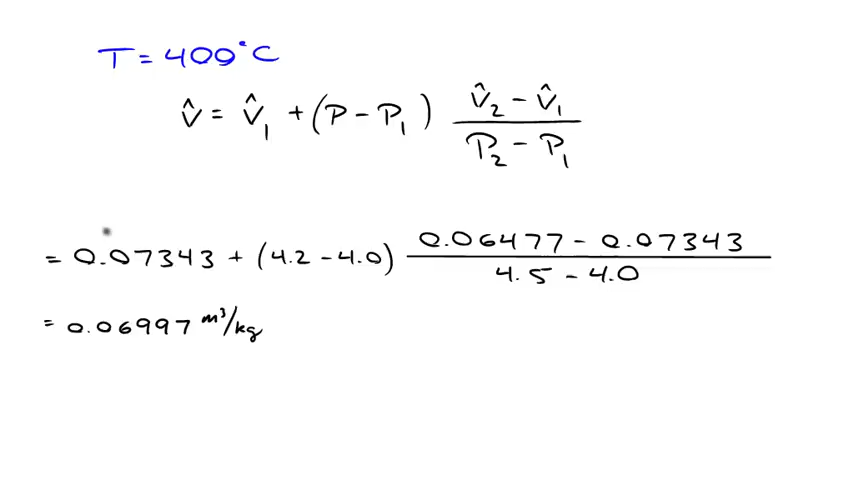 T = 400°C
V̂ = V̂₁ + (P - P₁) (V̂₂ - V̂₁)/(P₂ - P₁)
= 0.07343 + (4.2 - 4.0) (0.06477 - 0.07343)/(4.5 - 4.0)
= 0.06997 m³/kg